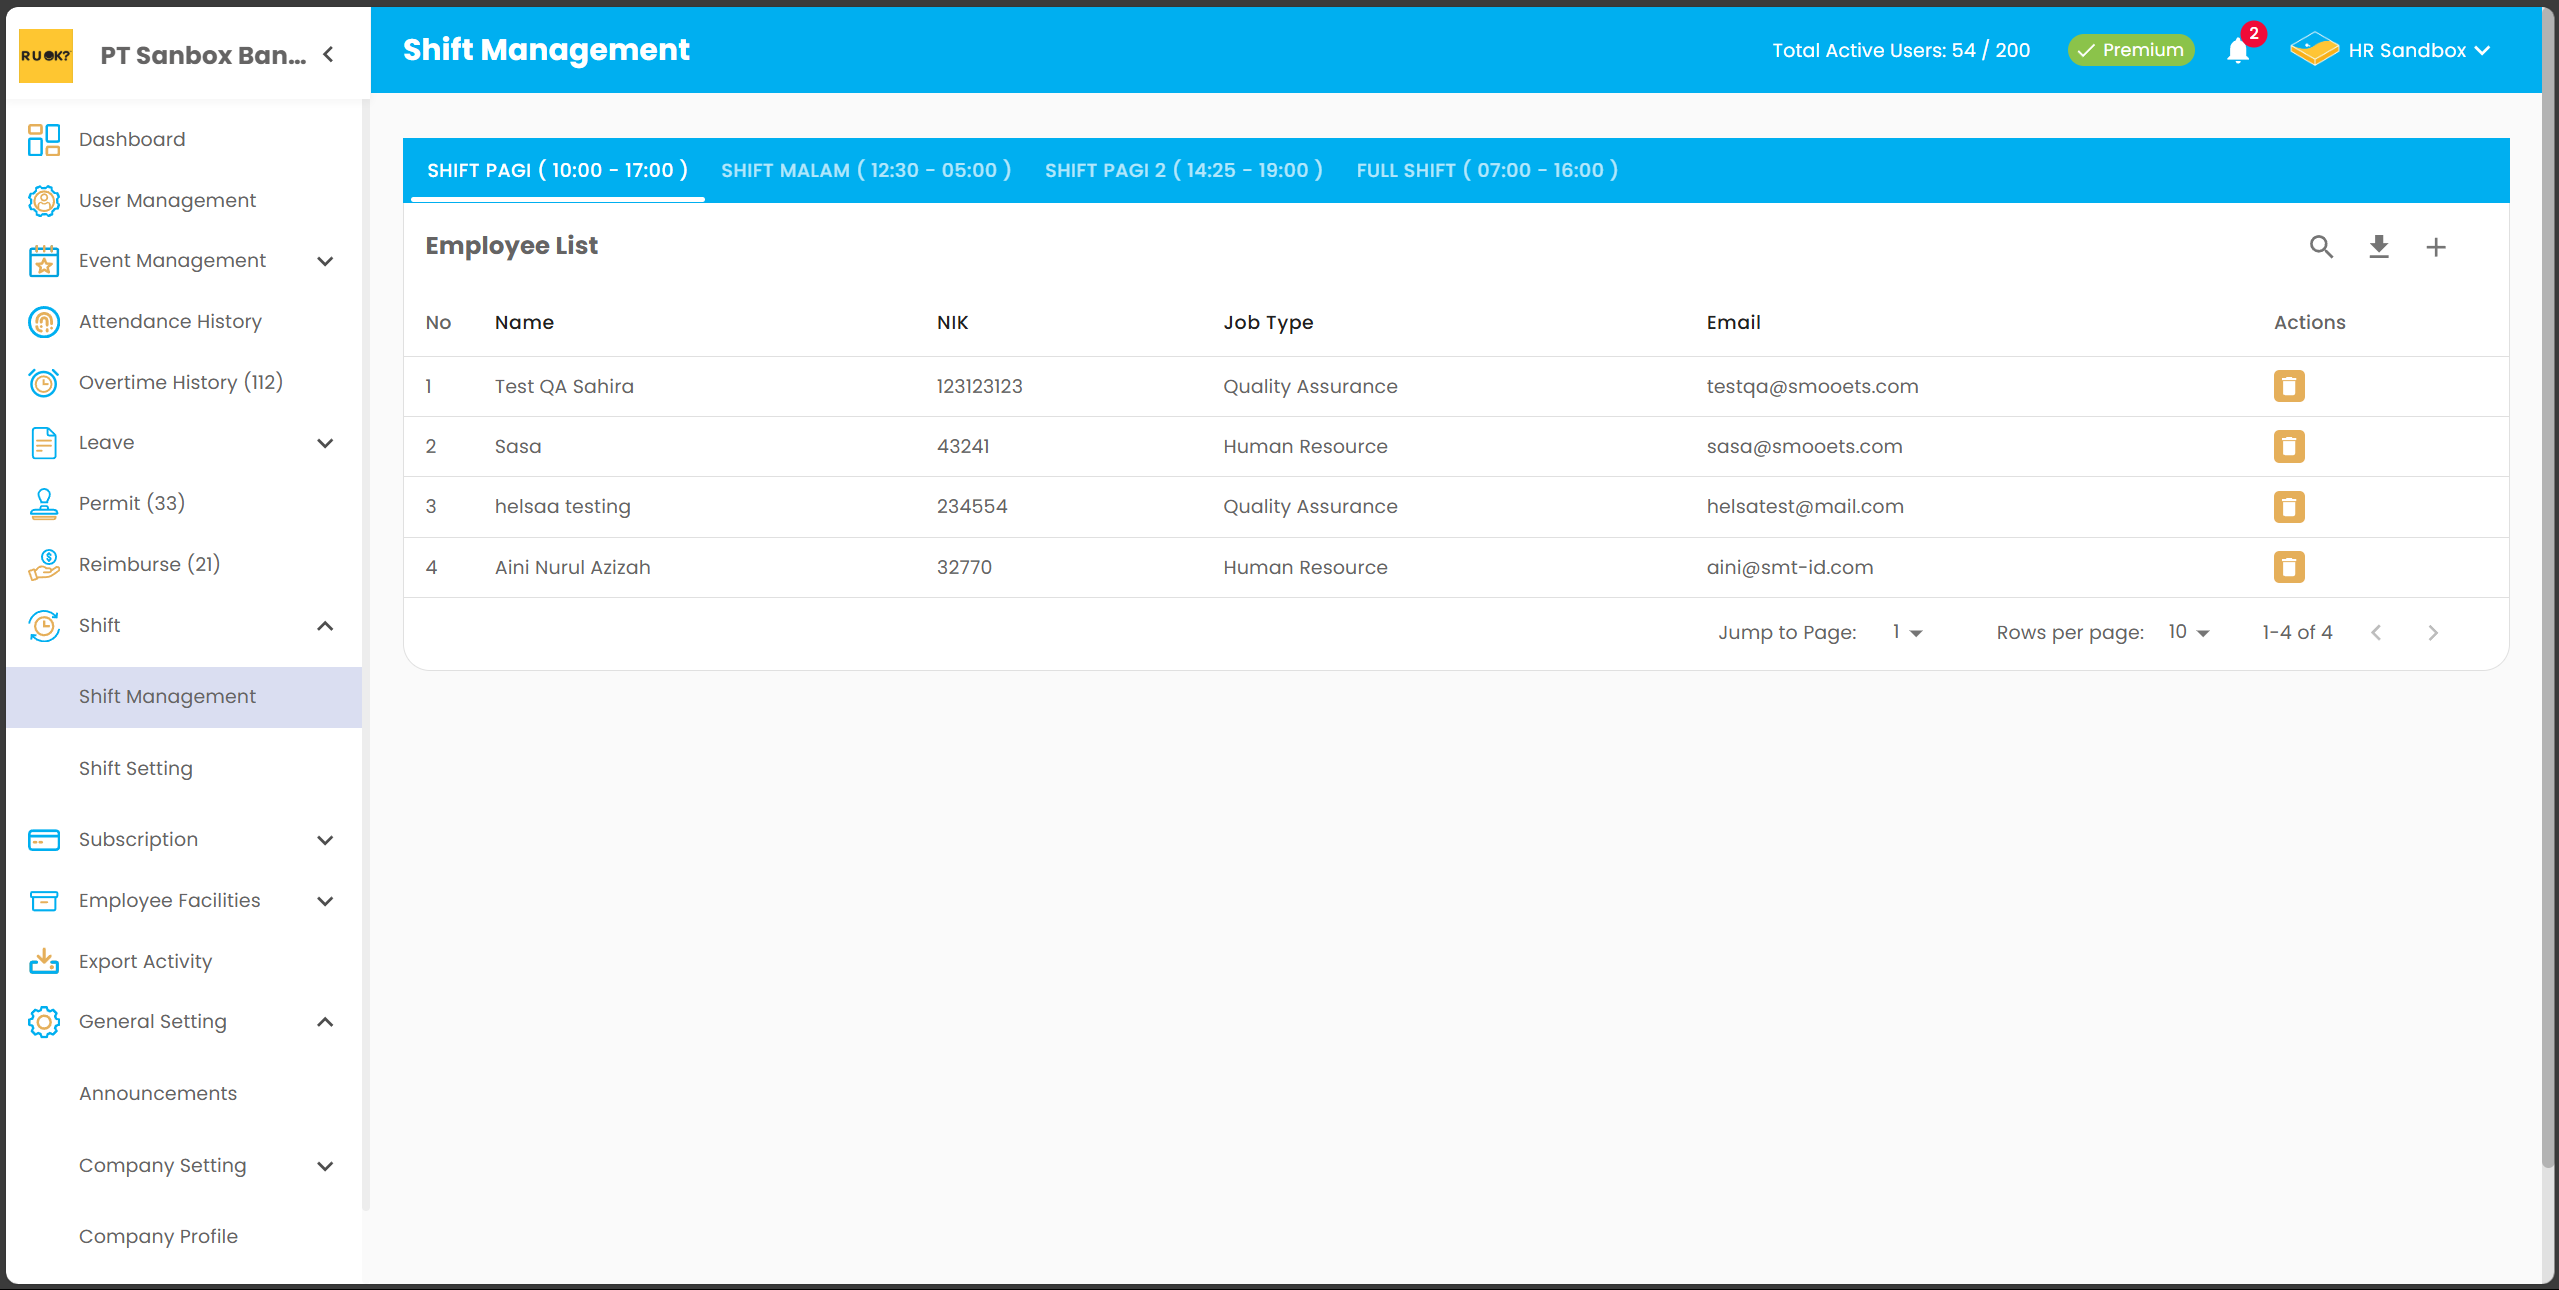 RUOK?
PT Sanbox Ban...
Shift Management
Total Active Users: 54 / 200
Premium
2
HR Sandbox
Dashboard
User Management
Event Management
Attendance History
Overtime History (112)
Leave
Permit (33)
Reimburse (21)
Shift
Shift Management
Shift Setting
Subscription
Employee Facilities
Export Activity
General Setting
Announcements
Company Setting
Company Profile
SHIFT PAGI ( 10:00 - 17:00 ) SHIFT MALAM ( 12:30 - 05:00 ) SHIFT PAGI 2 ( 14:25 - 19:00 ) FULL SHIFT ( 07:00 - 16:00 )
Employee List
No Name NIK Job Type Email Actions
1 Test QA Sahira 123123123 Quality Assurance testqa@smooets.com
2 Sasa 43241 Human Resource sasa@smooets.com
3 helsaa testing 234554 Quality Assurance helsatest@mail.com
4 Aini Nurul Azizah 32770 Human Resource aini@smt-id.com
Jump to Page: 1 Rows per page: 10 1-4 of 4